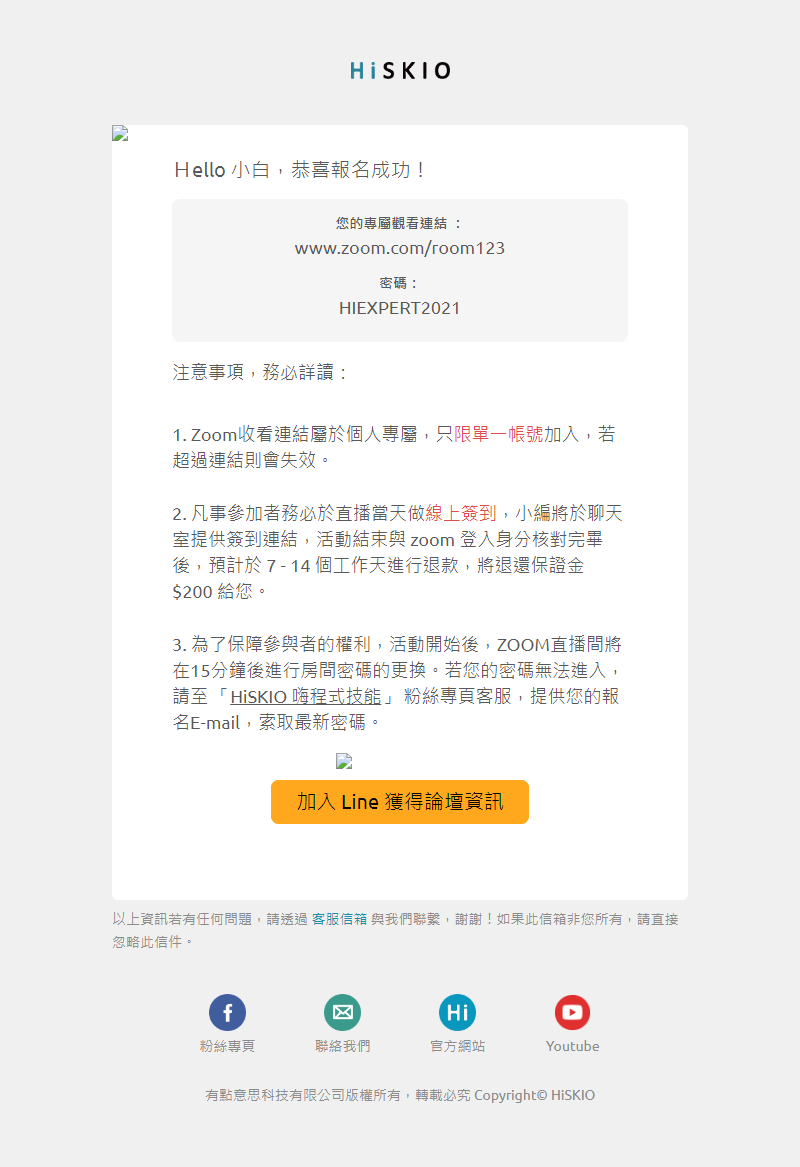 HiSKIO
Hello 小白，恭喜報名成功！
您的專屬觀看連結 ：
www.zoom.com/room123
密碼：
HIEXPERT2021
注意事項，務必詳讀：
1. Zoom收看連結屬於個人專屬，只限單一帳號加入，若
超過連結則會失效。
2. 凡事參加者務必於直播當天做線上簽到，小編將於聊天
室提供簽到連結，活動結束與 zoom 登入身分核對完畢
後，預計於 7 - 14 個工作天進行退款，將退還保證金
$200 給您。
3. 為了保障參與者的權利，活動開始後，ZOOM直播間將
在15分鐘後進行房間密碼的更換。若您的密碼無法進入，
請至「HiSKIO 嗨程式技能」 粉絲專頁客服，提供您的報
名E-mail，索取最新密碼。
加入 Line 獲得論壇資訊
以上資訊若有任何問題，請透過 客服信箱 與我們聯繫，謝謝！如果此信箱非您所有，請直接
忽略此信件。
Hi
粉絲專頁 聯絡我們 官方網站 Youtube
有點意思科技有限公司版權所有，轉載必究 Copyright© HiSKIO